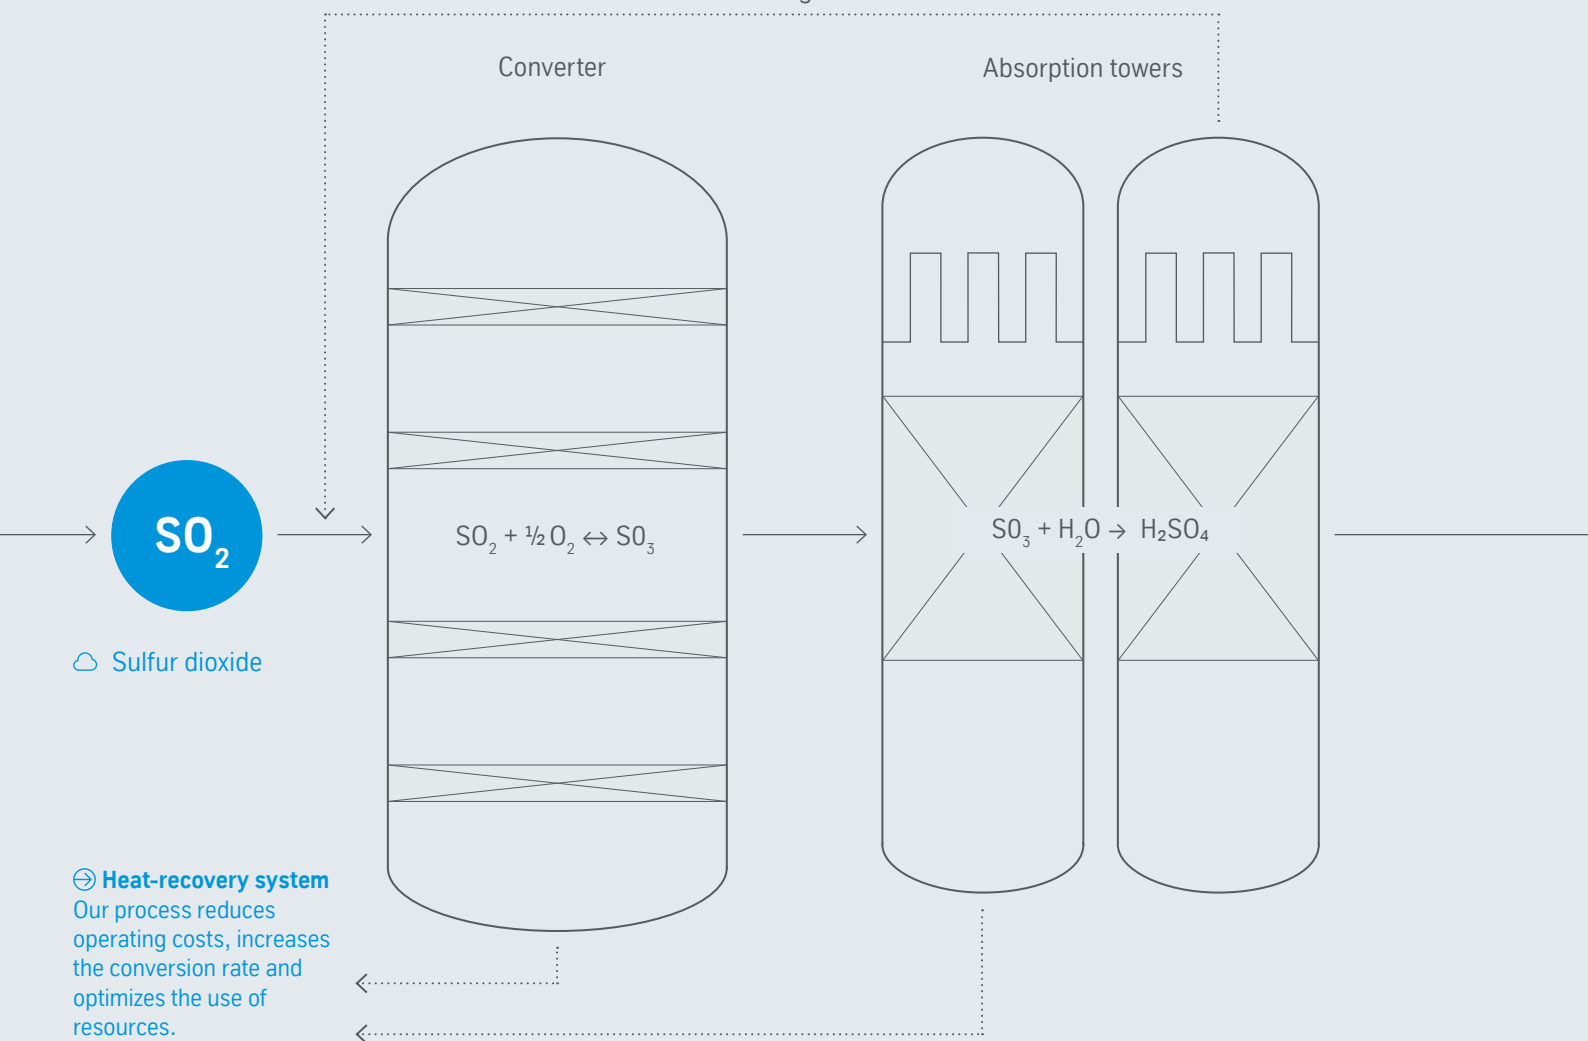 Converter
Absorption towers
SO₂
SO₂ + ½ O₂ ↔ SO₃
SO₃ + H₂O → H₂SO₄
Sulfur dioxide
Heat-recovery system
Our process reduces
operating costs, increases
the conversion rate and
optimizes the use of
resources.